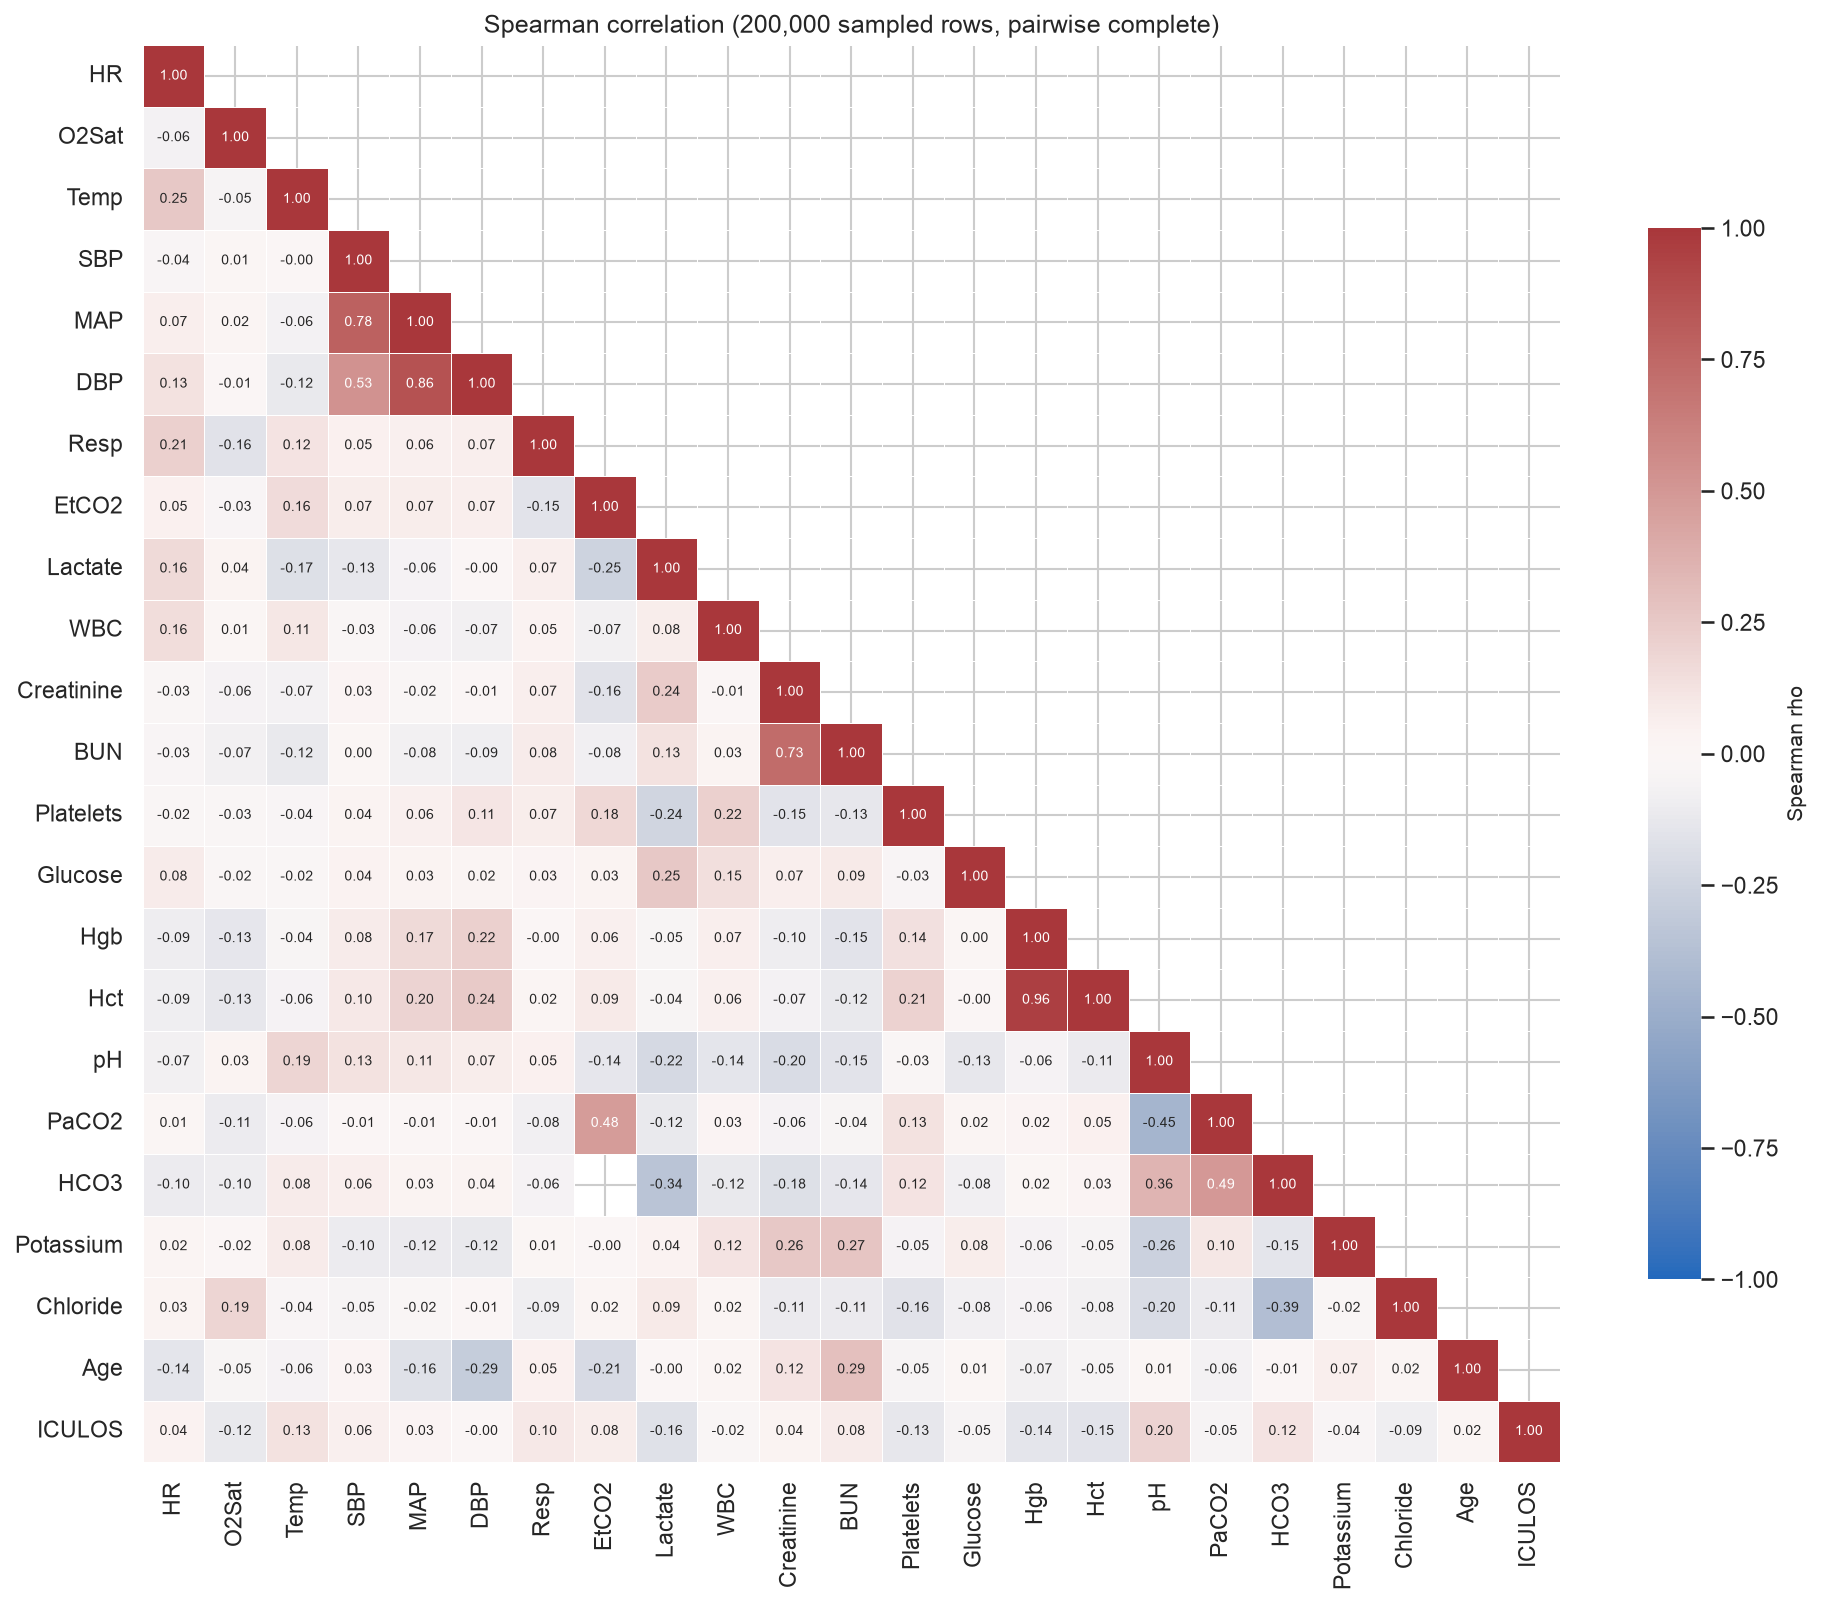 Spearman correlation (200,000 sampled rows, pairwise complete)
HR 1.00
O2Sat -0.06 1.00
Temp 0.25 -0.05 1.00
SBP -0.04 0.01 -0.00 1.00
MAP 0.07 0.02 -0.06 0.78 1.00
DBP 0.13 -0.01 -0.12 0.53 0.86 1.00
Resp 0.21 -0.16 0.12 0.05 0.06 0.07 1.00
EtCO2 0.05 -0.03 0.16 0.07 0.07 0.07 -0.15 1.00
Lactate 0.16 0.04 -0.17 -0.13 -0.06 -0.00 0.07 -0.25 1.00
WBC 0.16 0.01 0.11 -0.03 -0.06 -0.07 0.05 -0.07 0.08 1.00
Creatinine -0.03 -0.06 -0.07 0.03 -0.02 -0.01 0.07 -0.16 0.24 -0.01 1.00
BUN -0.03 -0.07 -0.12 0.00 -0.08 -0.09 0.08 -0.08 0.13 0.03 0.73 1.00
Platelets -0.02 -0.03 -0.04 0.04 0.06 0.11 0.07 0.18 -0.24 0.22 -0.15 -0.13 1.00
Glucose 0.08 -0.02 -0.02 0.04 0.03 0.02 0.03 0.03 0.25 0.15 0.07 0.09 -0.03 1.00
Hgb -0.09 -0.13 -0.04 0.08 0.17 0.22 -0.00 0.06 -0.05 0.07 -0.10 -0.15 0.14 0.00 1.00
Hct -0.09 -0.13 -0.06 0.10 0.20 0.24 0.02 0.09 -0.04 0.06 -0.07 -0.12 0.21 -0.00 0.96 1.00
pH -0.07 0.03 0.19 0.13 0.11 0.07 0.05 -0.14 -0.22 -0.14 -0.20 -0.15 -0.03 -0.13 -0.06 -0.11 1.00
PaCO2 0.01 -0.11 -0.06 -0.01 -0.01 -0.01 -0.08 0.48 -0.12 0.03 -0.06 -0.04 0.13 0.02 0.02 0.05 -0.45 1.00
HCO3 -0.10 -0.10 0.08 0.06 0.03 0.04 -0.06 -0.34 -0.12 -0.18 -0.14 0.12 -0.08 0.02 0.03 0.36 0.49 1.00
Potassium 0.02 -0.02 0.08 -0.10 -0.12 -0.12 0.01 -0.00 0.04 0.12 0.26 0.27 -0.05 0.08 -0.06 -0.05 -0.26 0.10 -0.15 1.00
Chloride 0.03 0.19 -0.04 -0.05 -0.02 -0.01 -0.09 0.02 0.09 0.02 -0.11 -0.11 -0.16 -0.08 -0.06 -0.08 -0.20 -0.11 -0.39 -0.02 1.00
Age -0.14 -0.05 -0.06 0.03 -0.16 -0.29 0.05 -0.21 -0.00 0.02 0.12 0.29 -0.05 0.01 -0.07 -0.05 0.01 -0.06 -0.01 0.07 0.02 1.00
ICULOS 0.04 -0.12 0.13 0.06 0.03 -0.00 0.10 0.08 -0.16 -0.02 0.04 0.08 -0.13 -0.05 -0.14 -0.15 0.20 -0.05 0.12 -0.04 -0.09 0.02 1.00
HR O2Sat Temp SBP MAP DBP Resp EtCO2 Lactate WBC Creatinine BUN Platelets Glucose Hgb Hct pH PaCO2 HCO3 Potassium Chloride Age ICULOS
1.00
0.75
0.50
0.25
0.00
−0.25
−0.50
−0.75
−1.00
Spearman rho